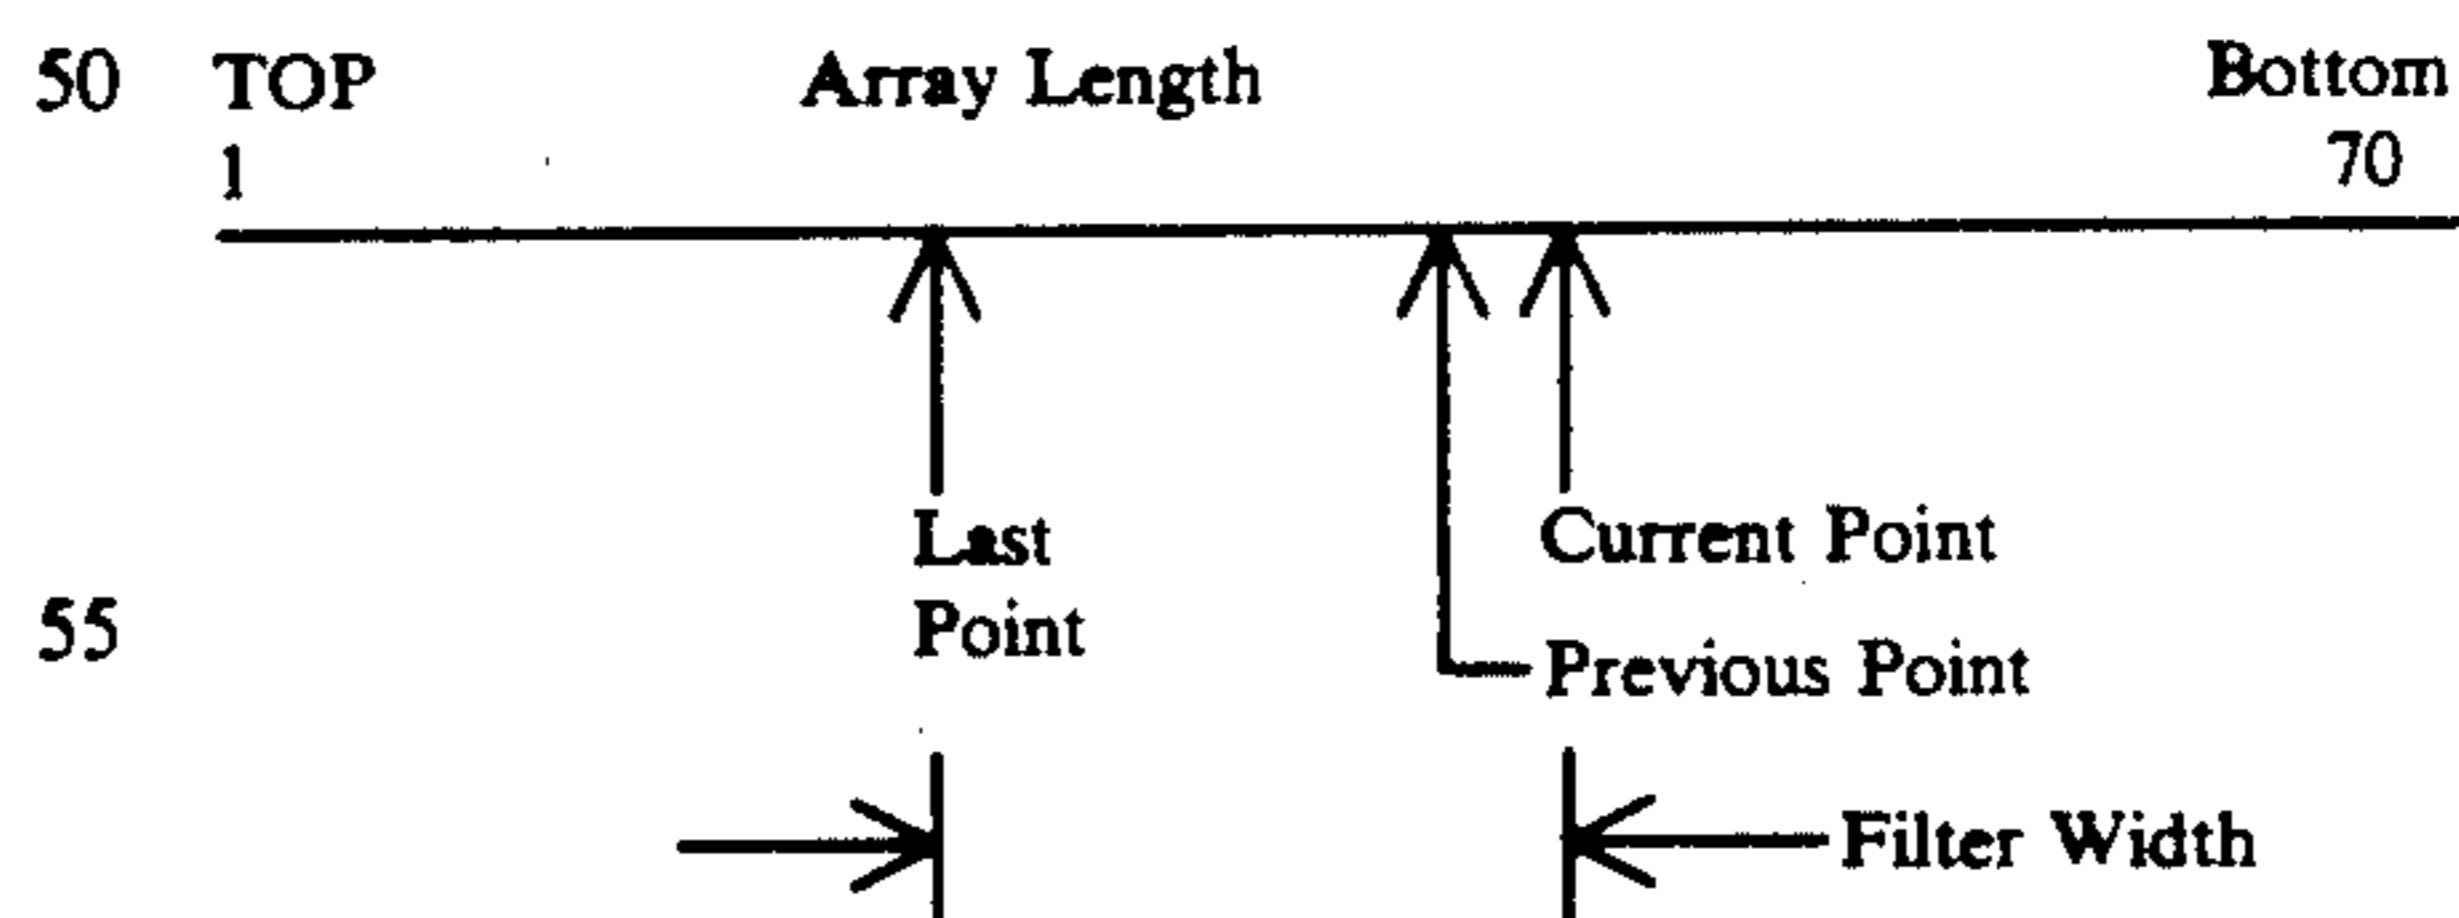 50 TOP Array Length Bottom
1 70
Last Current Point
55 Point
Previous Point
Filter Width